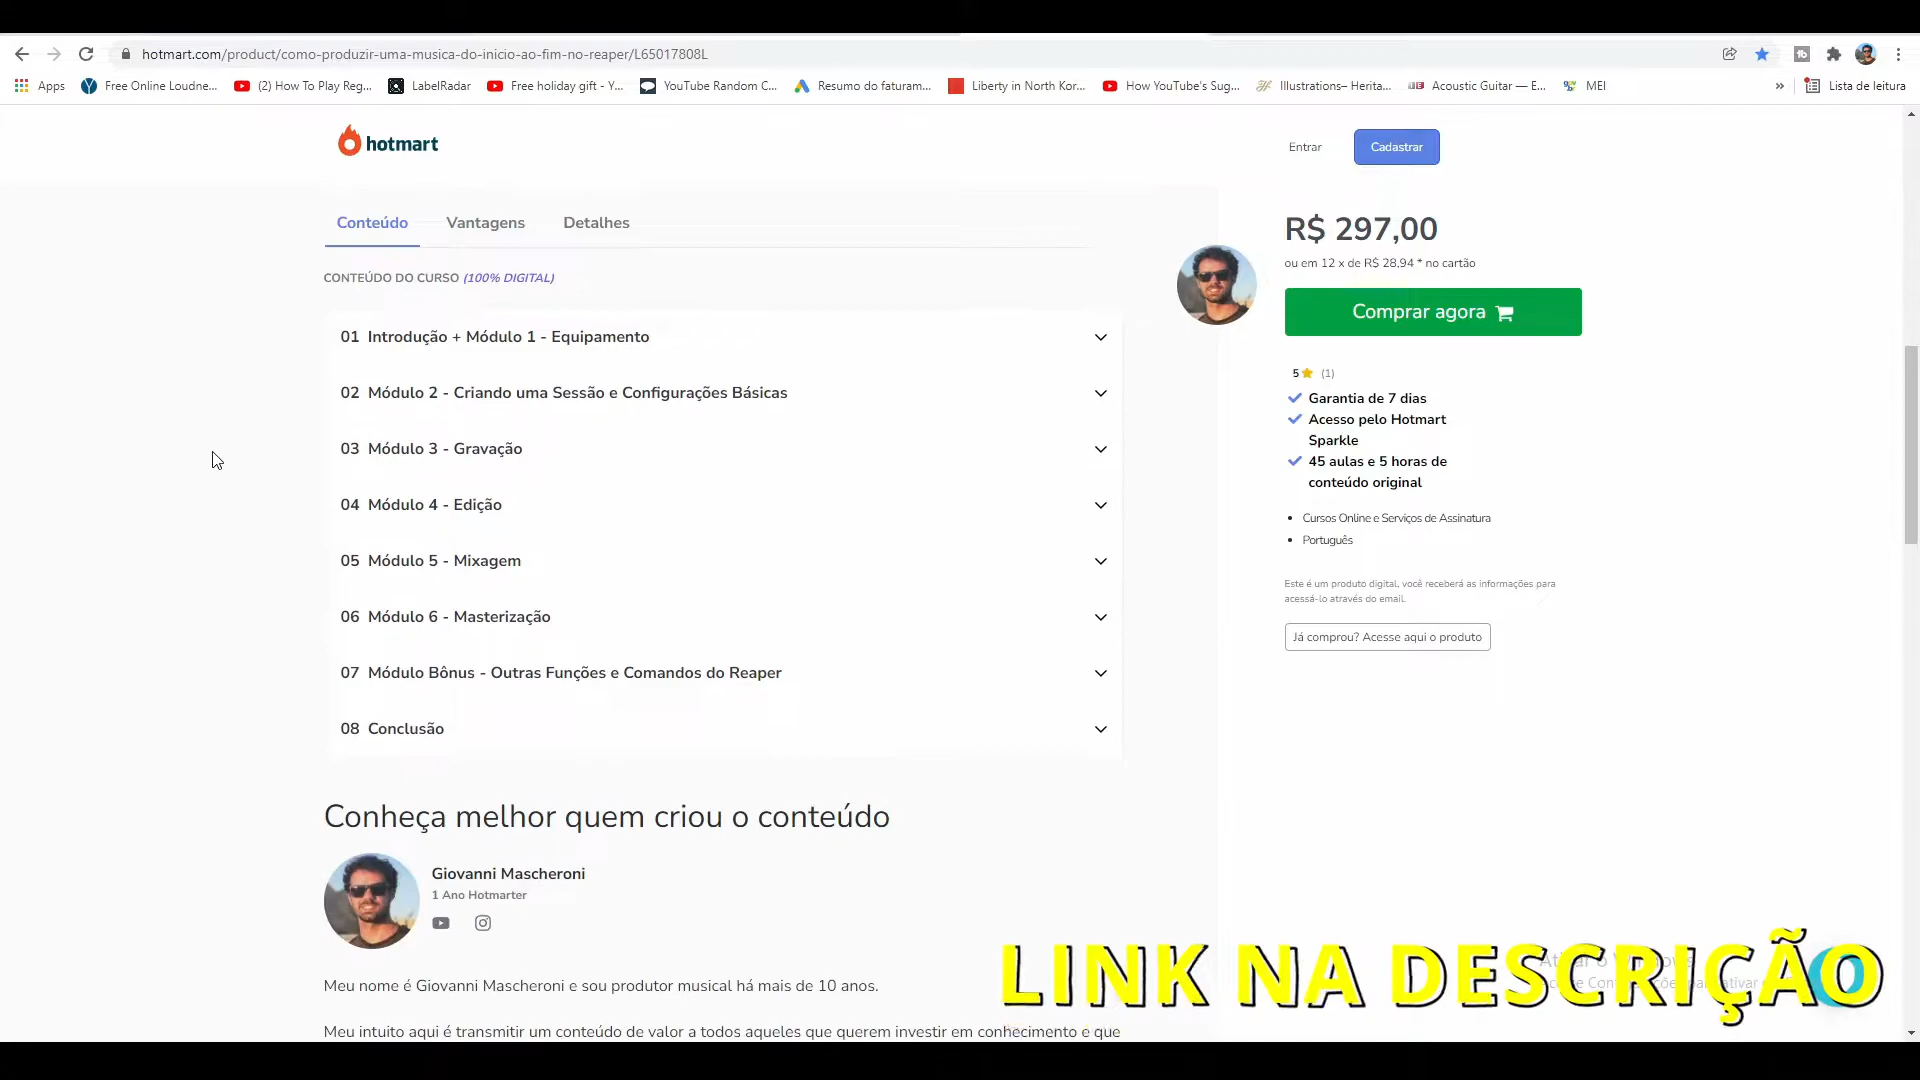 hotmart.com/product/como-produzir-uma-musica-do-inicio-ao-fim-no-reaper/L65017808L
Apps Free Online Loudne... (2) How To Play Reg... LabelRadar Free holiday gift - Y... YouTube Random C... Resumo do faturam... Liberty in North Kor... How YouTube's Sug... Illustrations– Herita... Acoustic Guitar — E... MEI » Lista de leitura
hotmart
Entrar
Cadastrar
Conteúdo Vantagens Detalhes
CONTEÚDO DO CURSO (100% DIGITAL)
01 Introdução + Módulo 1 - Equipamento
02 Módulo 2 - Criando uma Sessão e Configurações Básicas
03 Módulo 3 - Gravação
04 Módulo 4 - Edição
05 Módulo 5 - Mixagem
06 Módulo 6 - Masterização
07 Módulo Bônus - Outras Funções e Comandos do Reaper
08 Conclusão
R$ 297,00
ou em 12 x de R$ 28,94 * no cartão
Comprar agora
5 (1)
Garantia de 7 dias
Acesso pelo Hotmart
Sparkle
45 aulas e 5 horas de
conteúdo original
• Cursos Online e Serviços de Assinatura
• Português
Este é um produto digital, você receberá as informações para
acessá-lo através do email.
Já comprou? Acesse aqui o produto
Conheça melhor quem criou o conteúdo
Giovanni Mascheroni
1 Ano Hotmarter
Meu nome é Giovanni Mascheroni e sou produtor musical há mais de 10 anos.
Meu intuito aqui é transmitir um conteúdo de valor a todos aqueles que querem investir em conhecimento e que
LINK NA DESCRIÇÃO